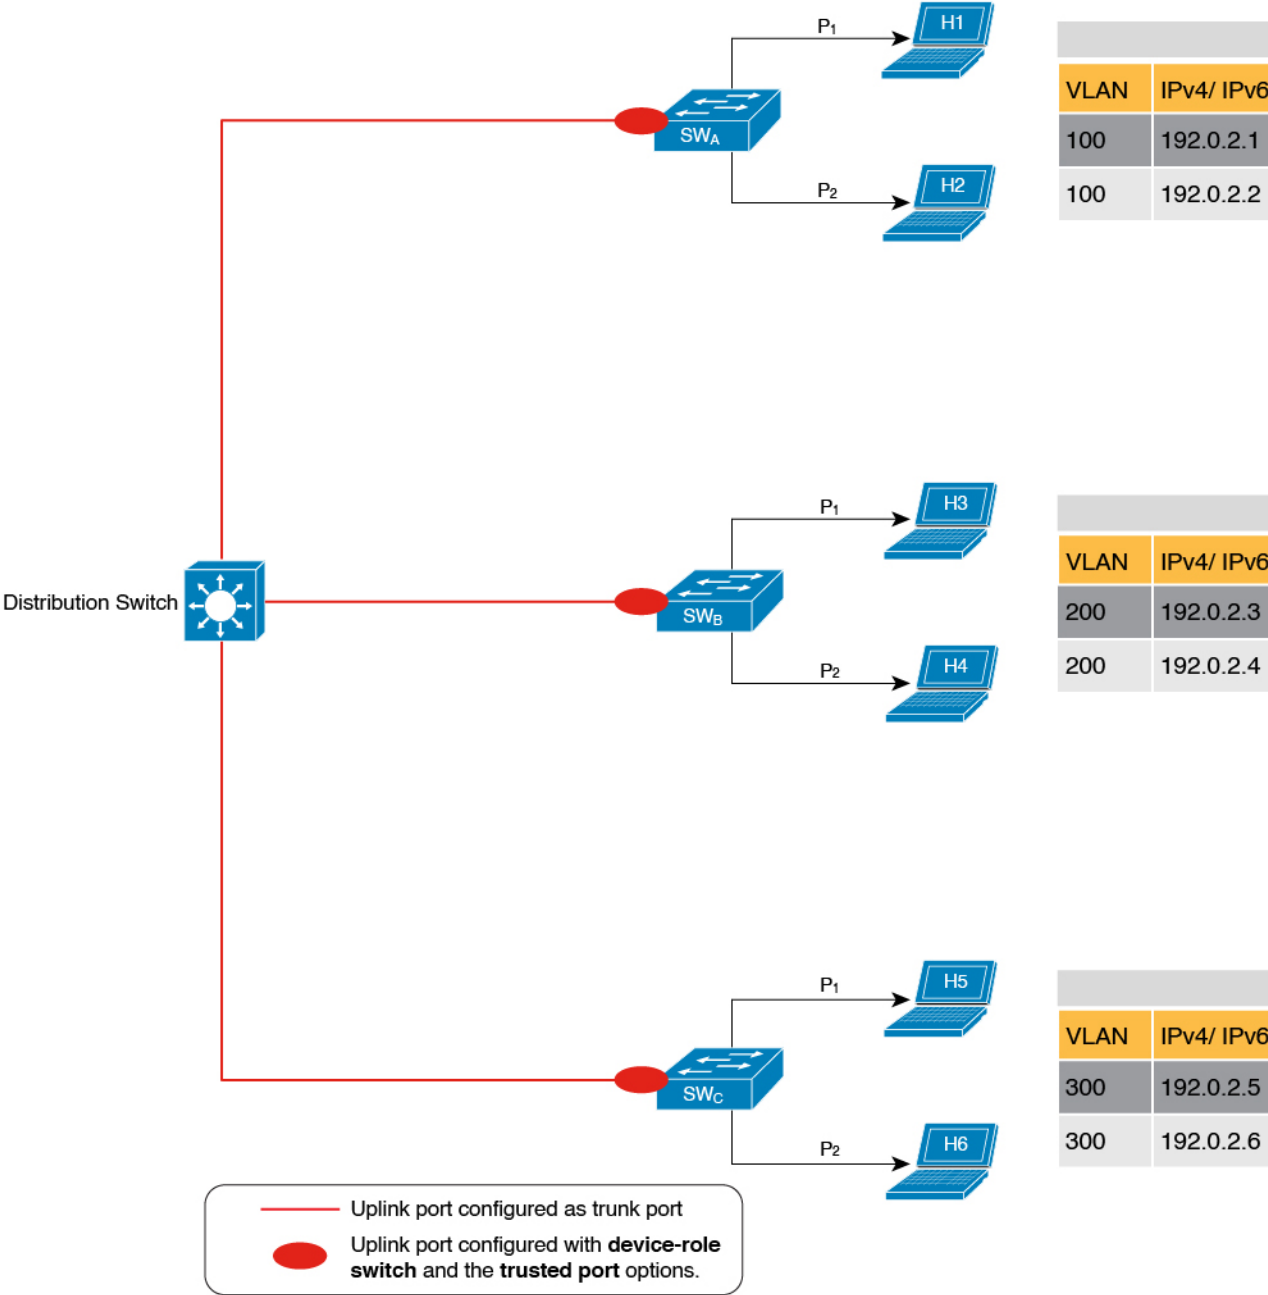 P1
H1
SWA
P2
H2
VLAN IPv4/ IPv6
100 192.0.2.1
100 192.0.2.2
Distribution Switch
P1
H3
SWB
P2
H4
VLAN IPv4/ IPv6
200 192.0.2.3
200 192.0.2.4
P1
H5
SWC
P2
H6
VLAN IPv4/ IPv6
300 192.0.2.5
300 192.0.2.6
Uplink port configured as trunk port
Uplink port configured with device-role
switch and the trusted port options.